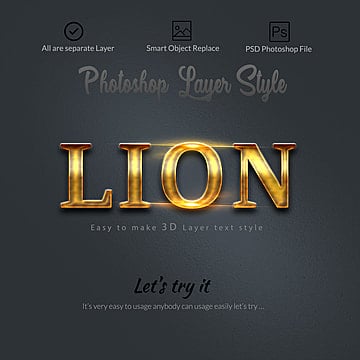 All are separate Layer
Smart Object Replace
Ps
PSD Photoshop File
Photoshop Layer Style
LION
Easy to make 3D Layer text style
Let's try it
It's very easy to usage anybody can usage easily let's try ...